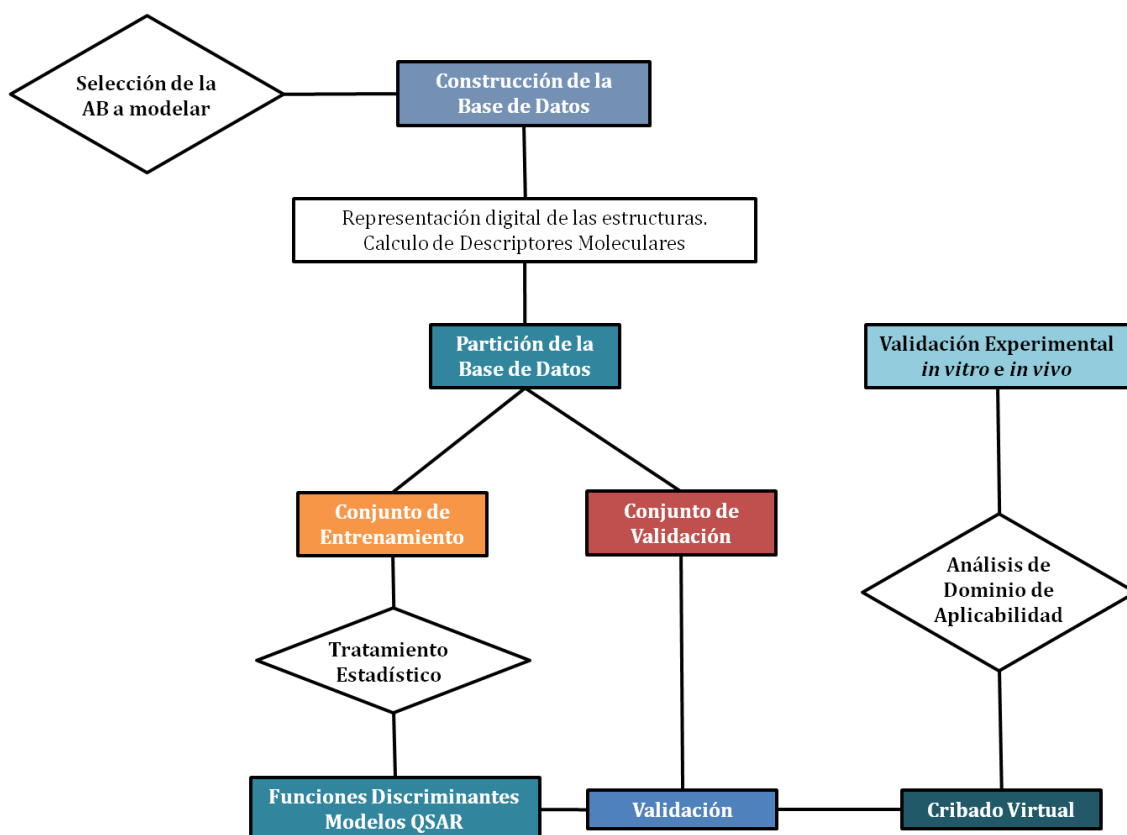 Selección de la
AB a modelar
Construcción de la
Base de Datos
Representación digital de las estructuras.
Calculo de Descriptores Moleculares
Partición de la
Base de Datos
Validación Experimental
in vitro e in vivo
Conjunto de
Entrenamiento
Conjunto de
Validación
Análisis de
Dominio de
Aplicabilidad
Tratamiento
Estadístico
Funciones Discriminantes
Modelos QSAR
Validación
Cribado Virtual